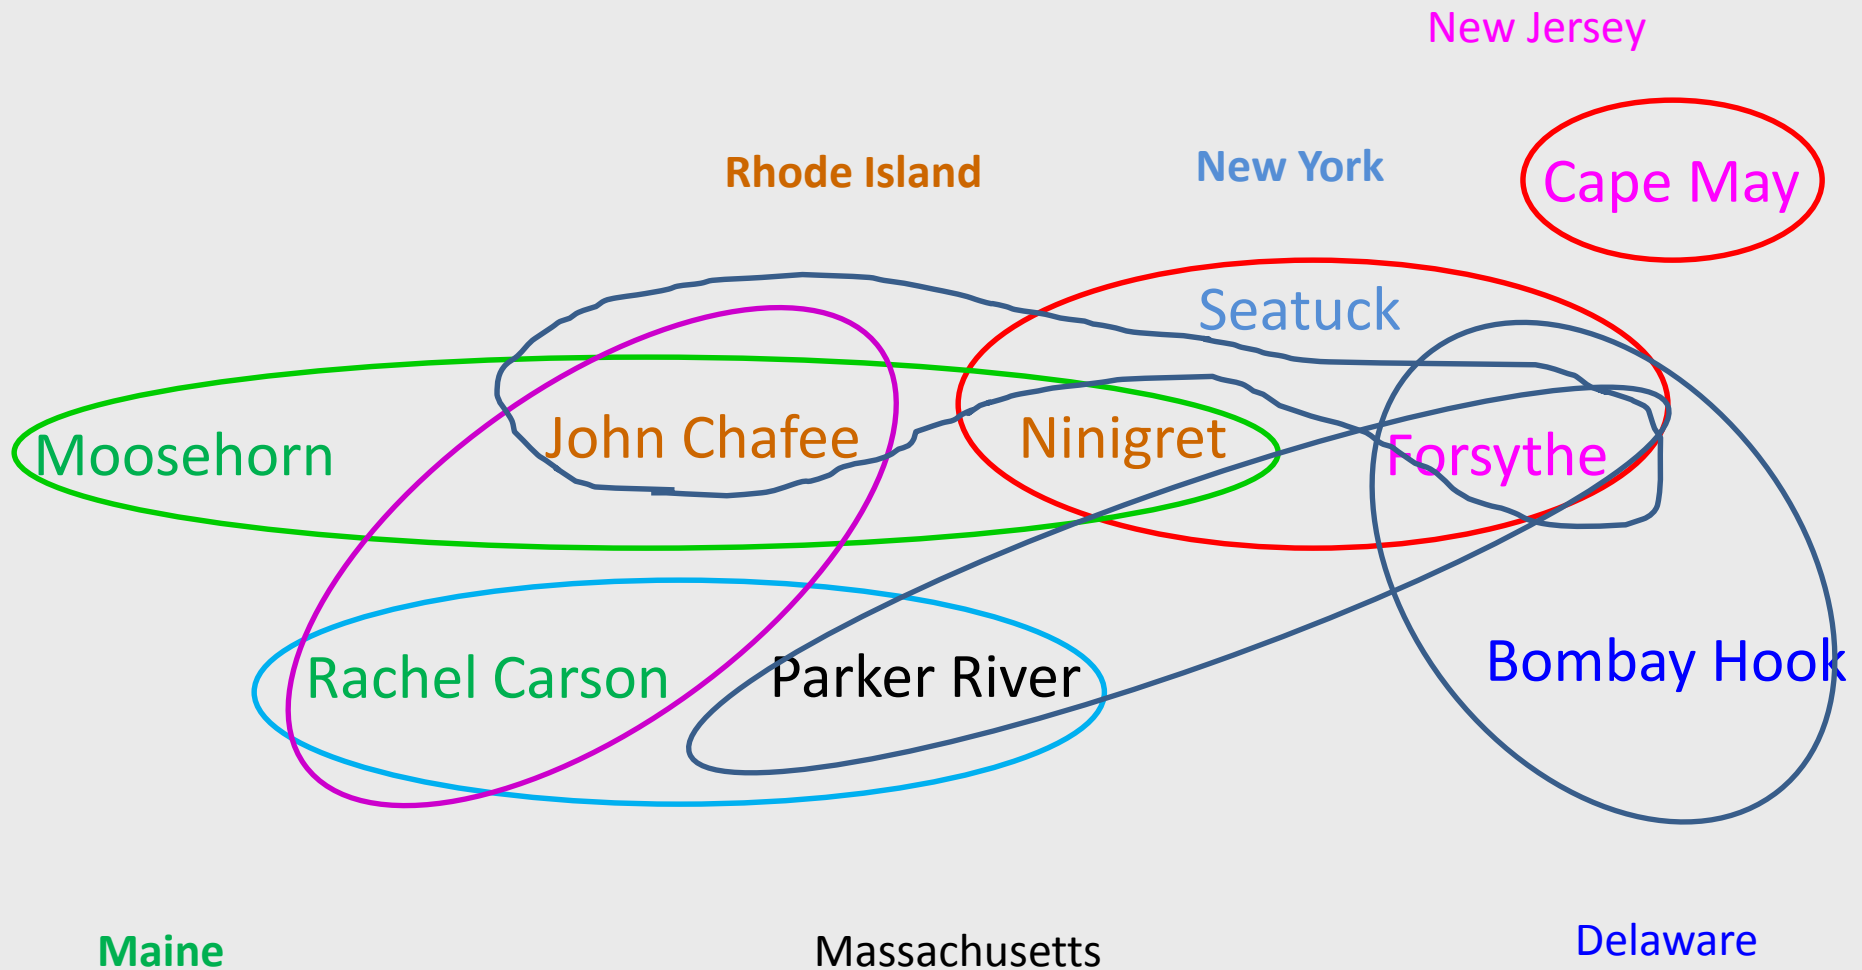 New Jersey
Rhode Island
New York
Cape May
Seatuck
Moosehorn
John Chafee
Ninigret
Forsythe
Rachel Carson
Parker River
Bombay Hook
Maine
Massachusetts
Delaware